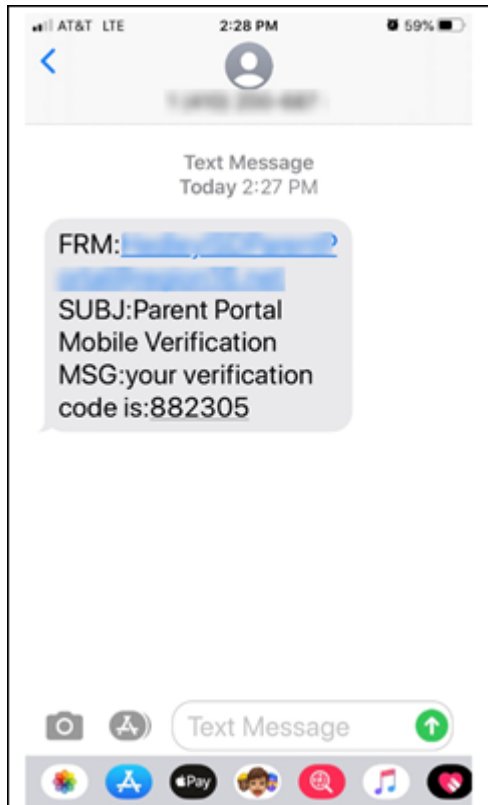 AT&T LTE 2:28 PM 59%
Text Message
Today 2:27 PM
FRM:
SUBJ:Parent Portal
Mobile Verification
MSG:your verification
code is:882305
Text Message
Pay